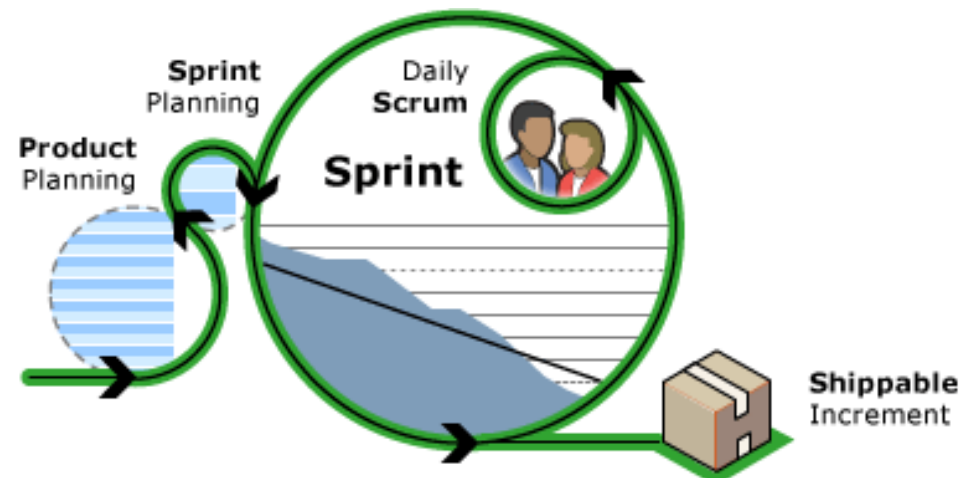 Sprint
Planning
Daily
Scrum
Product
Planning
Sprint
Shippable
Increment